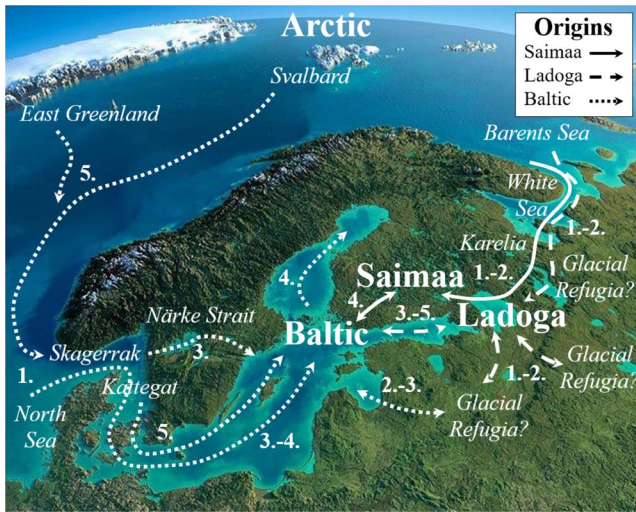 Arctic
Origins
Saimaa
Ladoga
Baltic
Svalbard
East Greenland
5.
Barents Sea
White
Sea
1.-2.
Karelia
Glacial
Refugia?
Saimaa
1.-2.
4.
4.
Närke Strait
3.
Baltic
3.-5.
Ladoga
Skagerrak
1.
Kattegat
North
Sea
Glacial
Refugia?
1.-2.
2.-3.
Glacial
Refugia?
5.
3.-4.